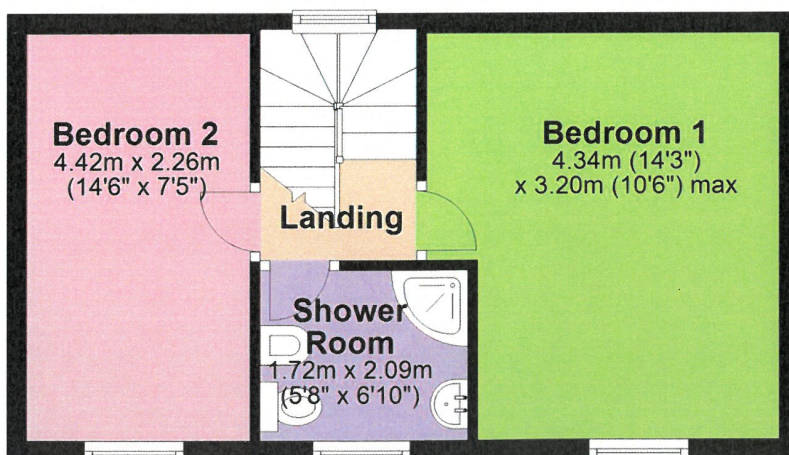 Bedroom 2
4.42m x 2.26m
(14'6" x 7'5")
Bedroom 1
4.34m (14'3")
x 3.20m (10'6") max
Landing
Shower
Room
1.72m x 2.09m
(5'8" x 6'10")